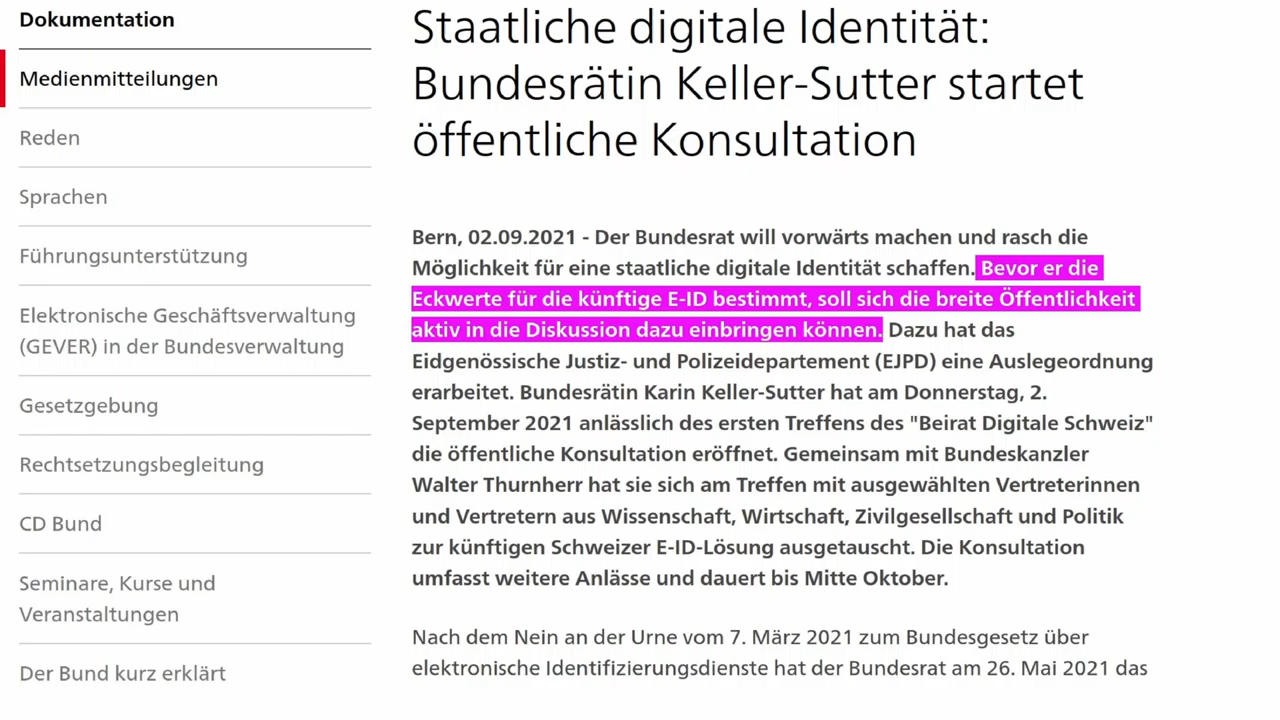 Dokumentation
Medienmitteilungen
Reden
Sprachen
Führungsunterstützung
Elektronische Geschäftsverwaltung
(GEVER) in der Bundesverwaltung
Gesetzgebung
Rechtsetzungsbegleitung
CD Bund
Seminare, Kurse und
Veranstaltungen
Der Bund kurz erklärt
Staatliche digitale Identität:
Bundesrätin Keller-Sutter startet
öffentliche Konsultation
Bern, 02.09.2021 - Der Bundesrat will vorwärts machen und rasch die
Möglichkeit für eine staatliche digitale Identität schaffen. Bevor er die
Eckwerte für die künftige E-ID bestimmt, soll sich die breite Öffentlichkeit
aktiv in die Diskussion dazu einbringen können. Dazu hat das
Eidgenössische Justiz- und Polizeidepartement (EJPD) eine Auslegeordnung
erarbeitet. Bundesrätin Karin Keller-Sutter hat am Donnerstag, 2.
September 2021 anlässlich des ersten Treffens des "Beirat Digitale Schweiz"
die öffentliche Konsultation eröffnet. Gemeinsam mit Bundeskanzler
Walter Thurnherr hat sie sich am Treffen mit ausgewählten Vertreterinnen
und Vertretern aus Wissenschaft, Wirtschaft, Zivilgesellschaft und Politik
zur künftigen Schweizer E-ID-Lösung ausgetauscht. Die Konsultation
umfasst weitere Anlässe und dauert bis Mitte Oktober.
Nach dem Nein an der Urne vom 7. März 2021 zum Bundesgesetz über
elektronische Identifizierungsdienste hat der Bundesrat am 26. Mai 2021 das